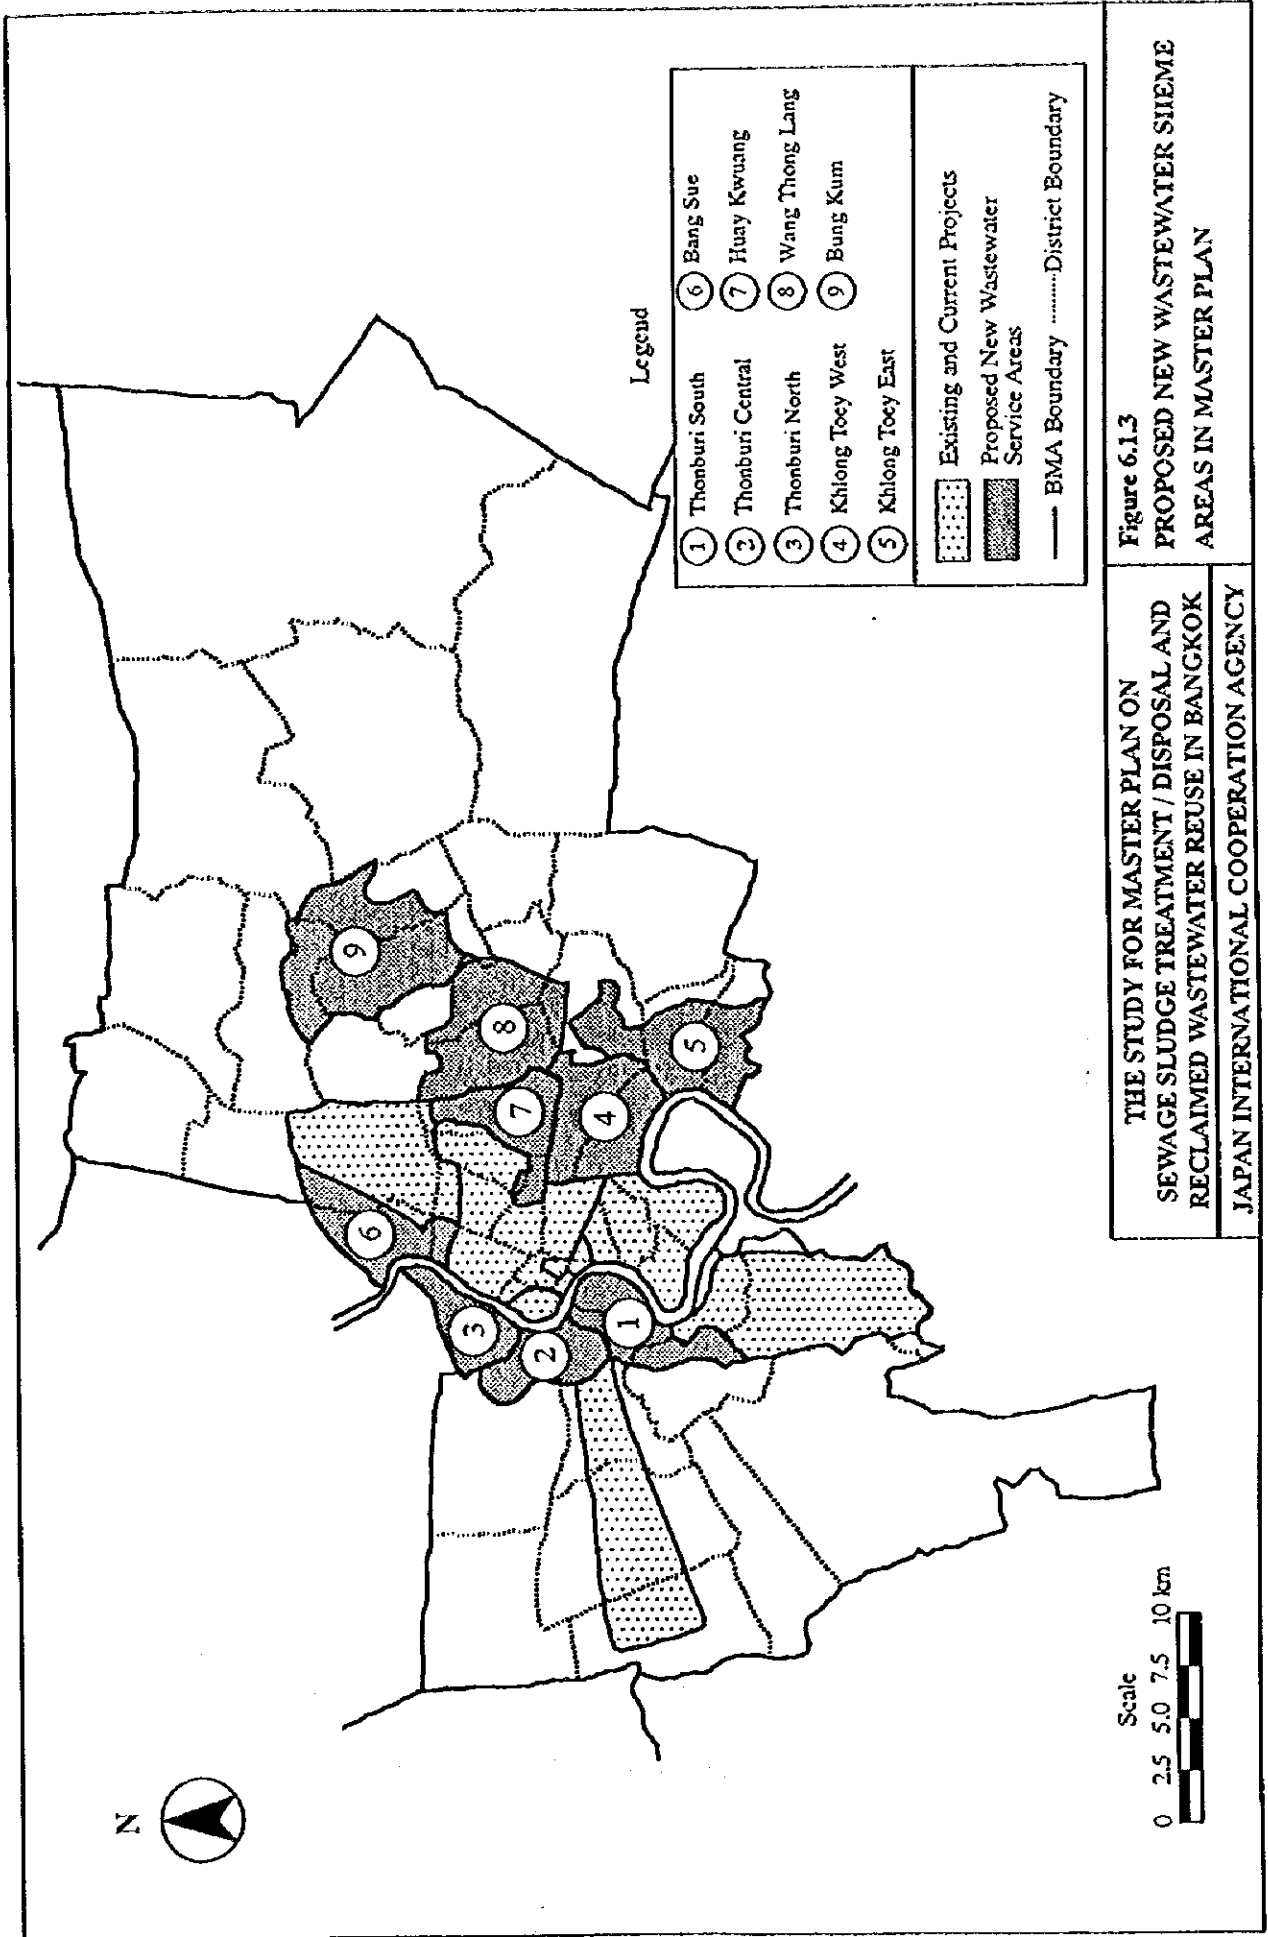 N
9
6
8
3
7
2
4
1
5
Legend
1 Thonburi South
2 Thonburi Central
3 Thonburi North
4 Khlong Toey West
5 Khlong Toey East
6 Bang Sue
7 Huay Kwuang
8 Wang Thong Lang
9 Bung Kum
Existing and Current Projects
Proposed New Wastewater
Service Areas
BMA Boundary
District Boundary
Scale
0 2.5 5.0 7.5 10 km
THE STUDY FOR MASTER PLAN ON
SEWAGE SLUDGE TREATMENT / DISPOSAL AND
RECLAIMED WASTEWATER REUSE IN BANGKOK
JAPAN INTERNATIONAL COOPERATION AGENCY
Figure 6.1.3
PROPOSED NEW WASTEWATER SHEME
AREAS IN MASTER PLAN